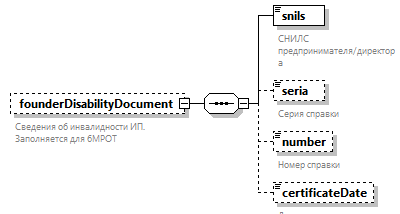 snils
СНИЛС
предпринимателя/директор
а
founderDisabilityDocument
Сведения об инвалидности ИП.
Заполняется для 6МРОТ
seria
Серия справки
number
Номер справки
certificateDate